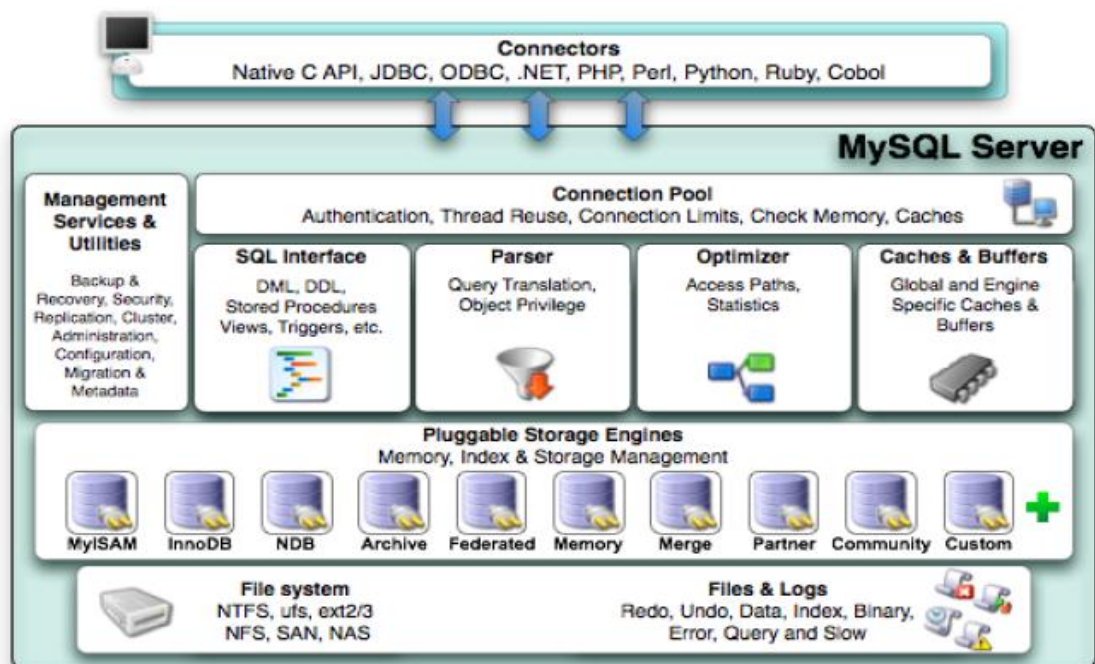 Connectors
Native C API, JDBC, ODBC, .NET, PHP, Perl, Python, Ruby, Cobol
MySQL Server
Management
Services &
Utilities
Backup &
Recovery, Security,
Replication, Cluster,
Administration,
Configuration,
Migration &
Metadata
Connection Pool
Authentication, Thread Reuse, Connection Limits, Check Memory, Caches
SQL Interface
DML, DDL,
Stored Procedures
Views, Triggers, etc.
Parser
Query Translation,
Object Privilege
Optimizer
Access Paths,
Statistics
Caches & Buffers
Global and Engine
Specific Caches &
Buffers
Pluggable Storage Engines
Memory, Index & Storage Management
MyISAM
InnoDB
NDB
Archive
Federated
Memory
Merge
Partner
Community
Custom
File system
NTFS, ufs, ext2/3
NFS, SAN, NAS
Files & Logs
Redo, Undo, Data, Index, Binary,
Error, Query and Slow